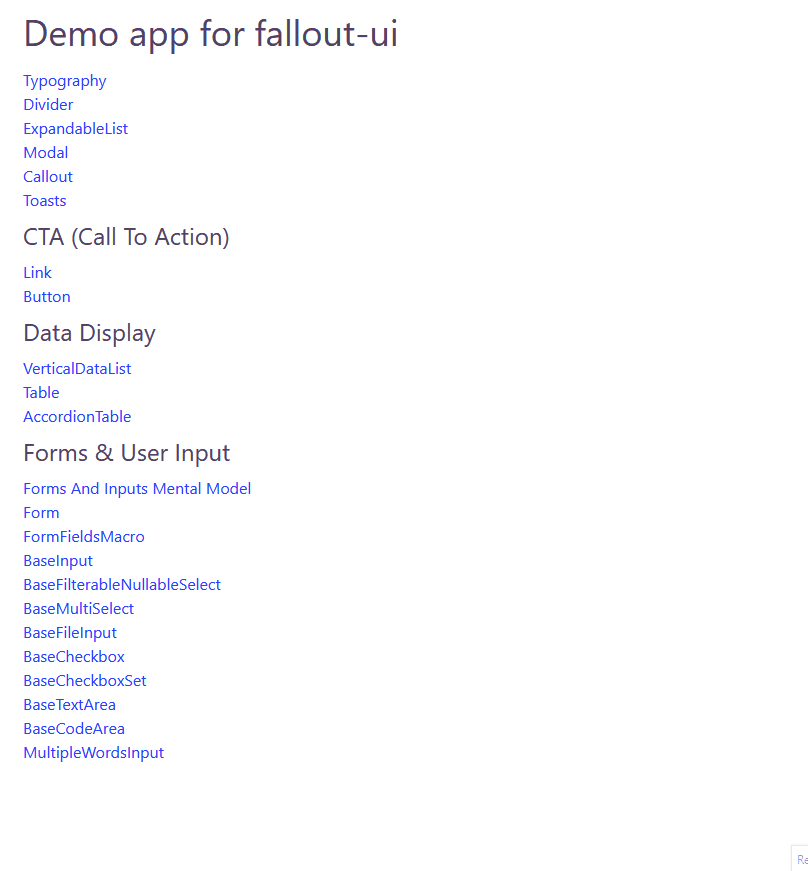 Demo app for fallout-ui
Typography
Divider
ExpandableList
Modal
Callout
Toasts
CTA (Call To Action)
Link
Button
Data Display
VerticalDataList
Table
AccordionTable
Forms & User Input
Forms And Inputs Mental Model
Form
FormFieldsMacro
BaseInput
BaseFilterableNullableSelect
BaseMultiSelect
BaseFileInput
BaseCheckbox
BaseCheckboxSet
BaseTextArea
BaseCodeArea
MultipleWordsInput